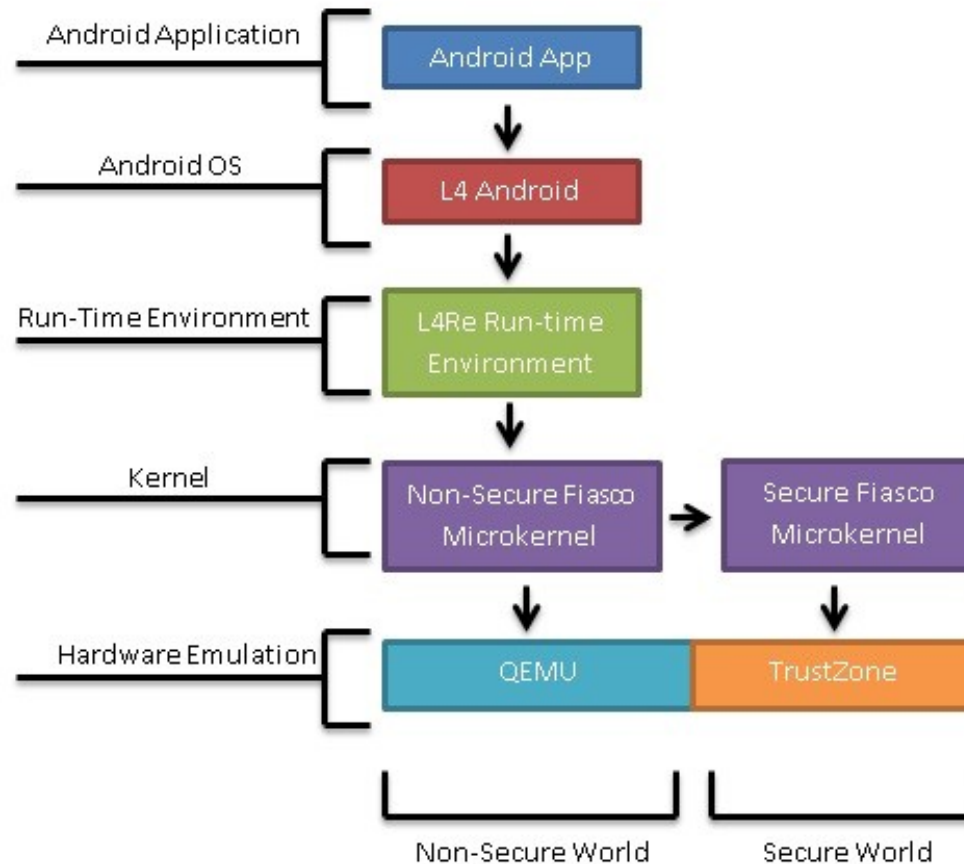 Android Application
Android App
Android OS
L4 Android
Run-Time Environment
L4Re Run-time
Environment
Kernel
Non-Secure Fiasco
Microkernel
Secure Fiasco
Microkernel
Hardware Emulation
QEMU
TrustZone
Non-Secure World
Secure World